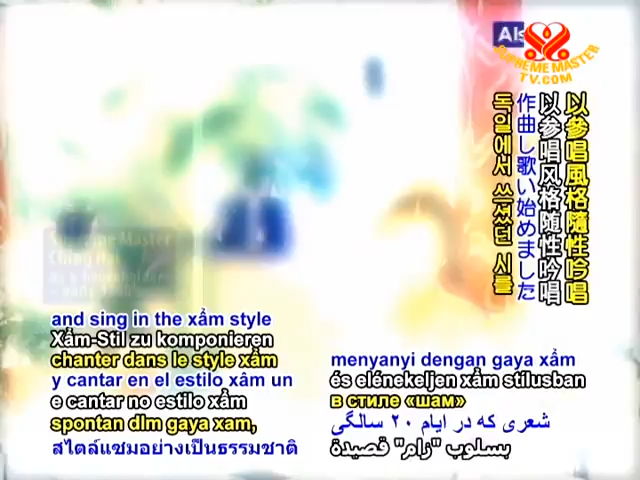 Als
SUPREME MASTER
TV.COM
以參唱風格隨性吟唱
以参唱风格随性吟唱
作曲し歌い始めました
독일에서 쓰셨던 시를
Supreme Master
Ching Hai
and sing in the xẩm style
Xẩm-Stil zu komponieren
chanter dans le style xẩm
y cantar en el estilo xâm un
e cantar no estilo xẩm
spontan dlm gaya xam,
สไตล์แซมอย่างเป็นธรรมชาติ
menyanyi dengan gaya xẩm
és elénekeljen xẩm stílusban
в стиле «шам»
شعری که در ایام ۲۰ سالگی
بسلوب "زام" قصيدة